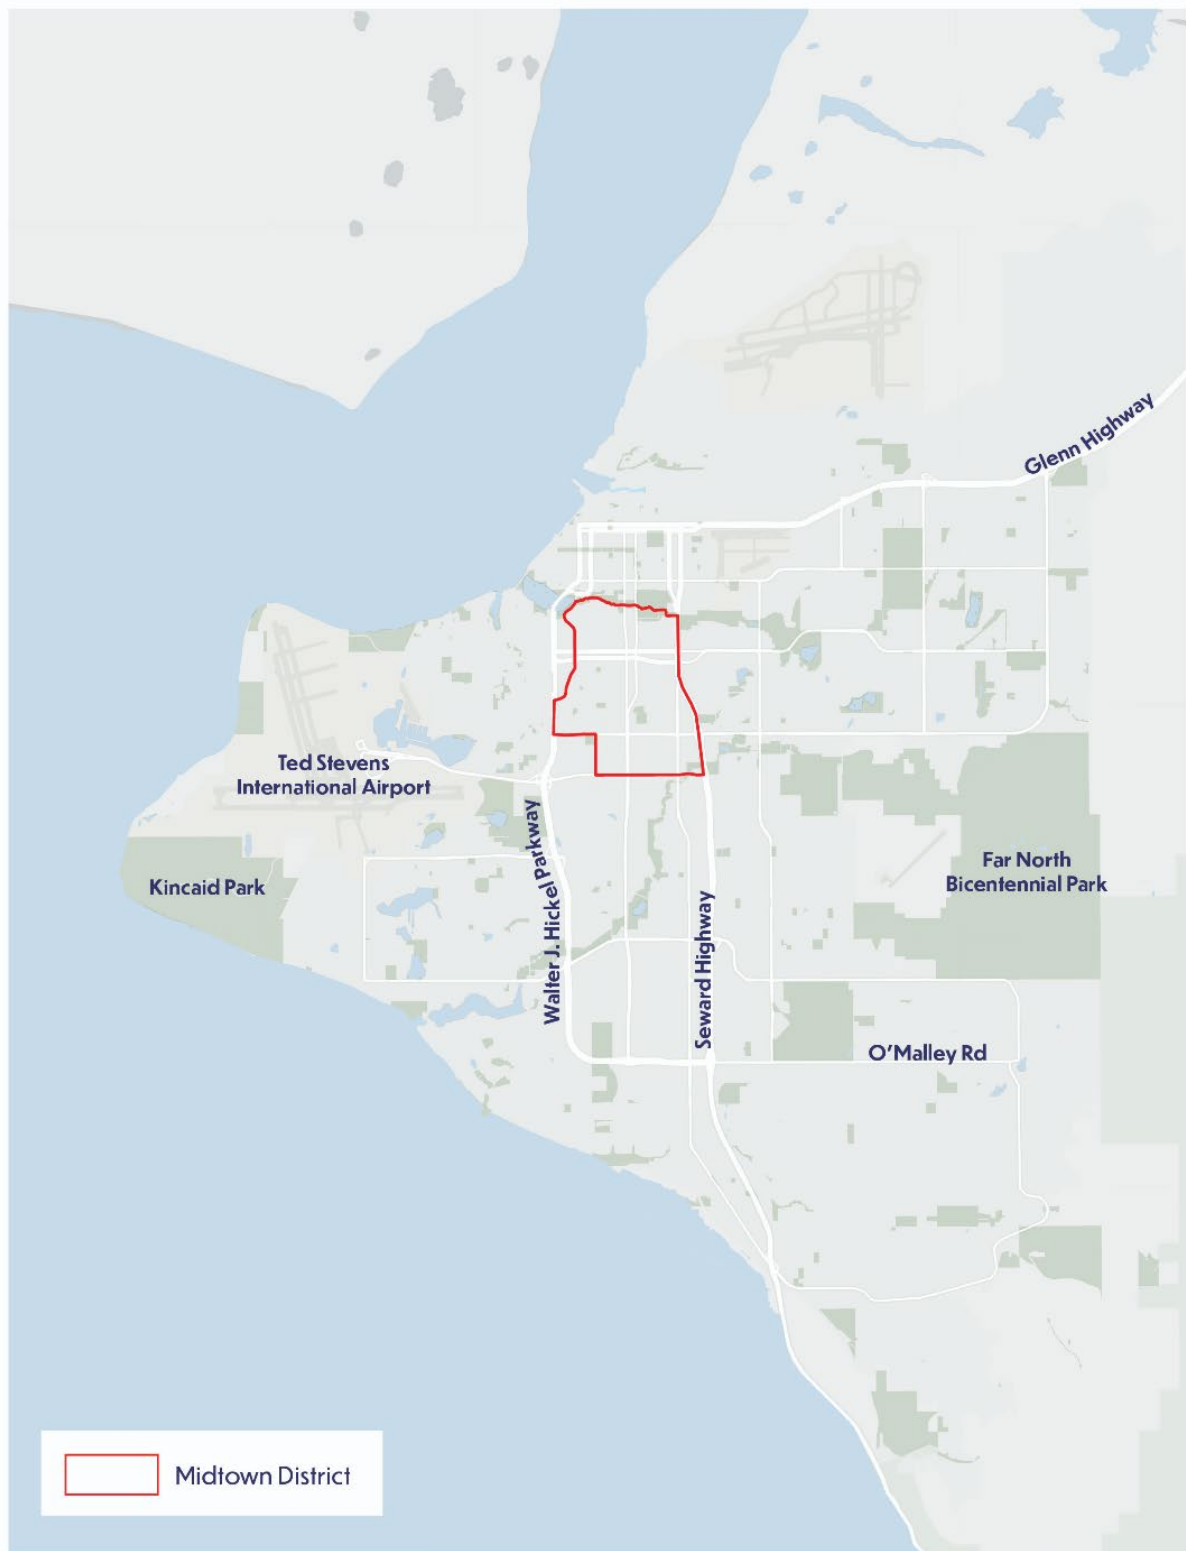 Glenn Highway
Ted Stevens
International Airport
Kincaid Park
Far North
Bicentennial Park
Walter J. Hickel Parkway
Seward Highway
O'Malley Rd
Midtown District